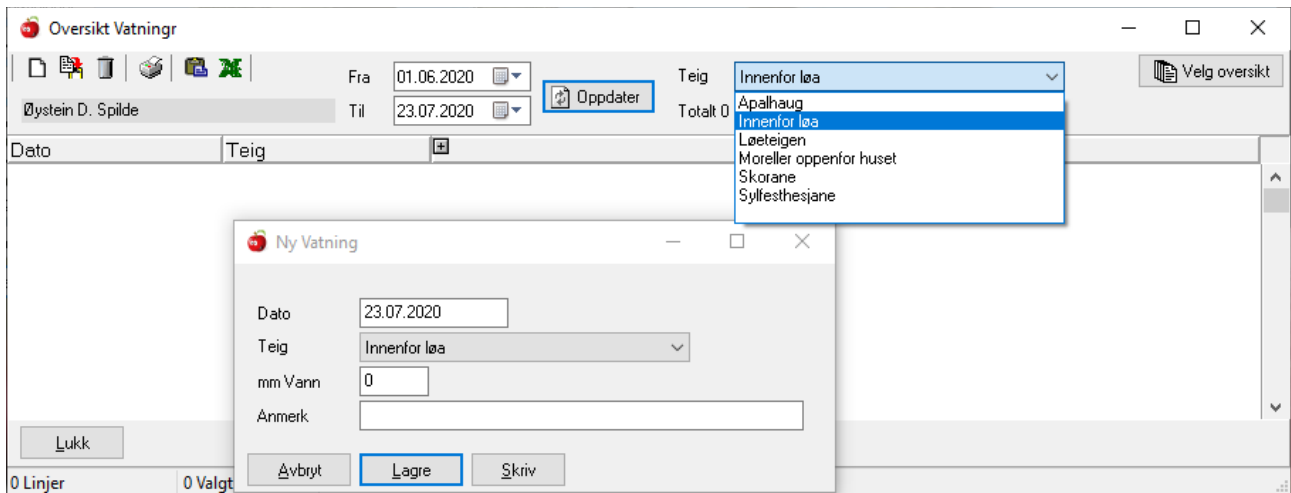 Oversikt Vatningr
Fra 01.06.2020 Teig Innenfor løa Velg oversikt
Oppdater
Øystein D. Spilde Til 23.07.2020 Totalt 0
Apalhaug
Innenfor løa
Løeteigen
Moreller oppenfor huset
Skorane
Sylfesthesjane
Dato Teig
Ny Vatning
Dato 23.07.2020
Teig Innenfor løa
mm Vann 0
Anmerk
Avbryt Lagre Skriv
Lukk
0 Linjer 0 Valgt